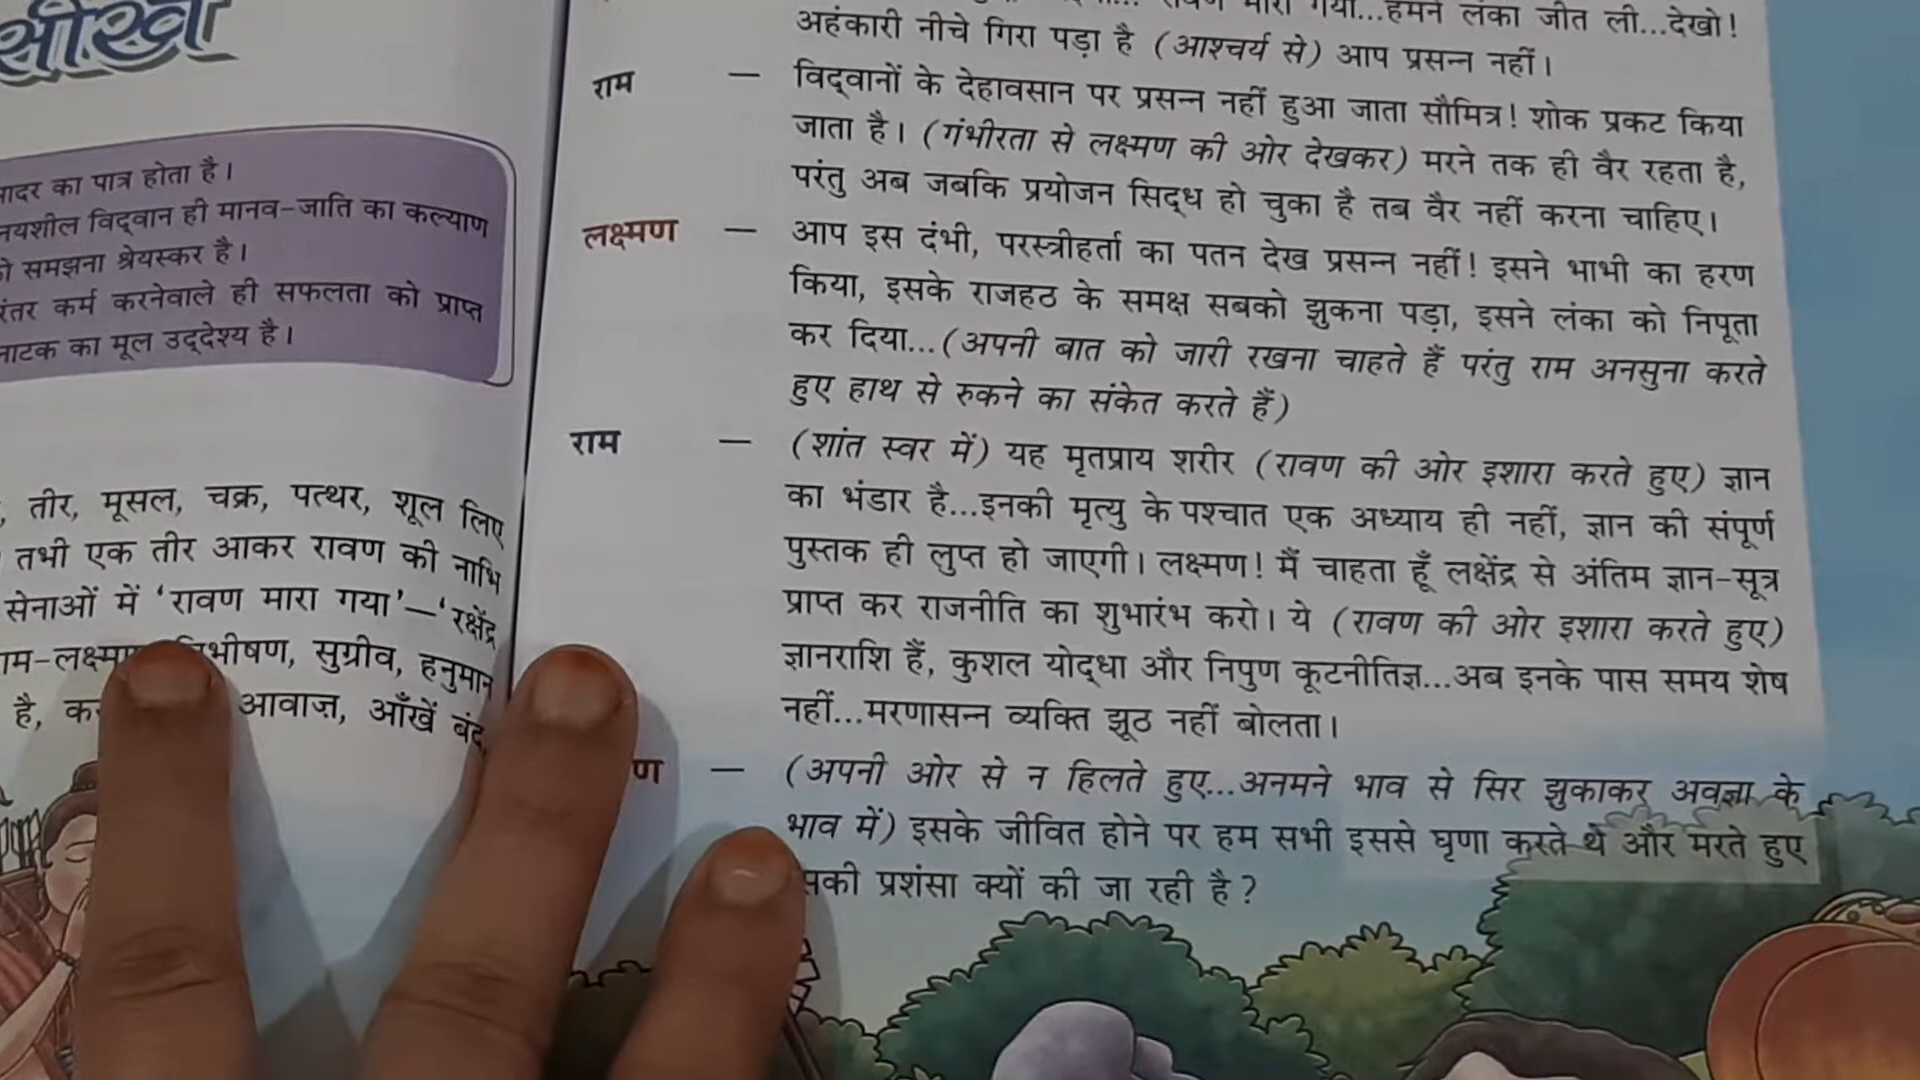 सीख
का पात्र होता है।
विद्वान ही मानव-जाति का कल्याण
समझना श्रेयस्कर है।
कर्म करनेवाले ही सफलता को प्राप्त
का मूल उद्देश्य है।
तीर, मूसल, चक्र, पत्थर, शूल लिए
तभी एक तीर आकर रावण की नाभि
सेनाओं में 'रावण मारा गया'—'रक्षेंद्र
सुग्रीव, हनुमान
है, आवाज़, आँखें बंद,
गया...हमने लंका जीत ली...देखो!
अहंकारी नीचे गिरा पड़ा है (आश्चर्य से) आप प्रसन्न नहीं।
राम — विद्वानों के देहावसान पर प्रसन्न नहीं हुआ जाता सौमित्र! शोक प्रकट किया
जाता है। (गंभीरता से लक्ष्मण की ओर देखकर) मरने तक ही वैर रहता है,
परंतु अब जबकि प्रयोजन सिद्ध हो चुका है तब वैर नहीं करना चाहिए।
लक्ष्मण — आप इस दंभी, परस्त्रीहर्ता का पतन देख प्रसन्न नहीं! इसने भाभी का हरण
किया, इसके राजहठ के समक्ष सबको झुकना पड़ा, इसने लंका को निपूता
कर दिया...(अपनी बात को जारी रखना चाहते हैं परंतु राम अनसुना करते
हुए हाथ से रुकने का संकेत करते हैं)
राम — (शांत स्वर में) यह मृतप्राय शरीर (रावण की ओर इशारा करते हुए) ज्ञान
का भंडार है...इनकी मृत्यु के पश्चात एक अध्याय ही नहीं, ज्ञान की संपूर्ण
पुस्तक ही लुप्त हो जाएगी। लक्ष्मण! मैं चाहता हूँ लक्षेंद्र से अंतिम ज्ञान-सूत्र
प्राप्त कर राजनीति का शुभारंभ करो। ये (रावण की ओर इशारा करते हुए)
ज्ञानराशि हैं, कुशल योद्धा और निपुण कूटनीतिज्ञ...अब इनके पास समय शेष
नहीं...मरणासन्न व्यक्ति झूठ नहीं बोलता।
— (अपनी ओर से न हिलते हुए...अनमने भाव से सिर झुकाकर अवज्ञा के
भाव में) इसके जीवित होने पर हम सभी इससे घृणा करते थे और मरते हुए
प्रशंसा क्यों की जा रही है?